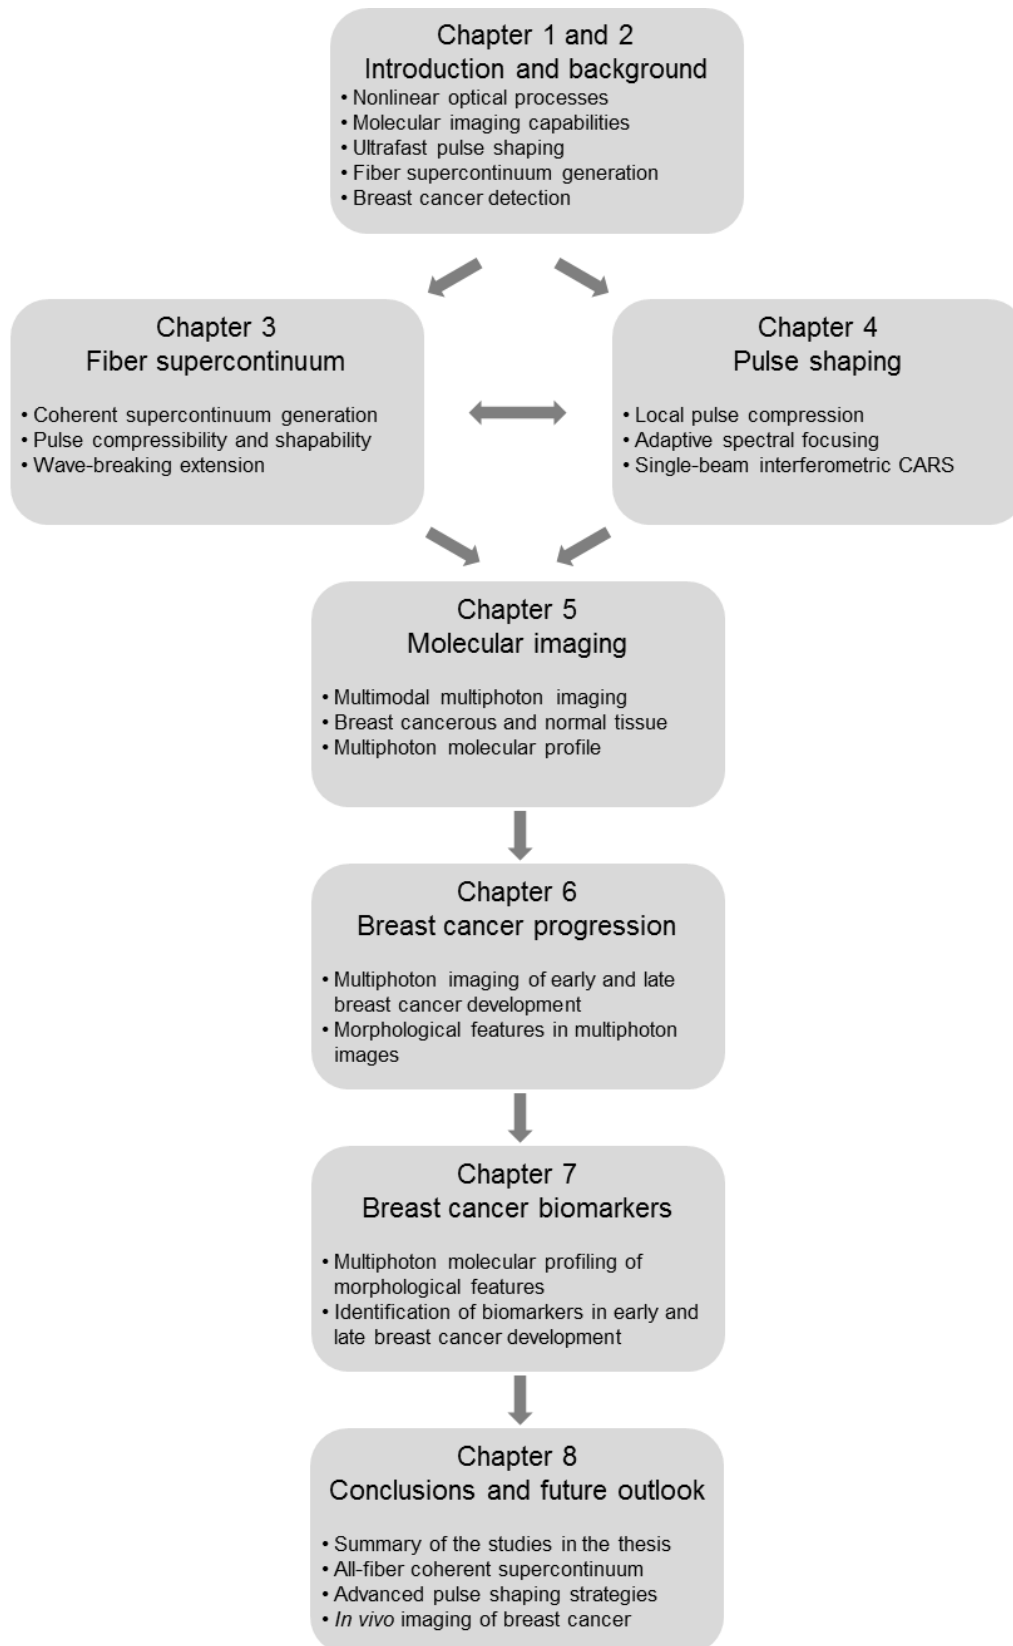 Chapter 1 and 2
Introduction and background
• Nonlinear optical processes
• Molecular imaging capabilities
• Ultrafast pulse shaping
• Fiber supercontinuum generation
• Breast cancer detection
Chapter 3
Fiber supercontinuum
• Coherent supercontinuum generation
• Pulse compressibility and shapability
• Wave-breaking extension
Chapter 4
Pulse shaping
• Local pulse compression
• Adaptive spectral focusing
• Single-beam interferometric CARS
Chapter 5
Molecular imaging
• Multimodal multiphoton imaging
• Breast cancerous and normal tissue
• Multiphoton molecular profile
Chapter 6
Breast cancer progression
• Multiphoton imaging of early and late
breast cancer development
• Morphological features in multiphoton
images
Chapter 7
Breast cancer biomarkers
• Multiphoton molecular profiling of
morphological features
• Identification of biomarkers in early and
late breast cancer development
Chapter 8
Conclusions and future outlook
• Summary of the studies in the thesis
• All-fiber coherent supercontinuum
• Advanced pulse shaping strategies
• In vivo imaging of breast cancer